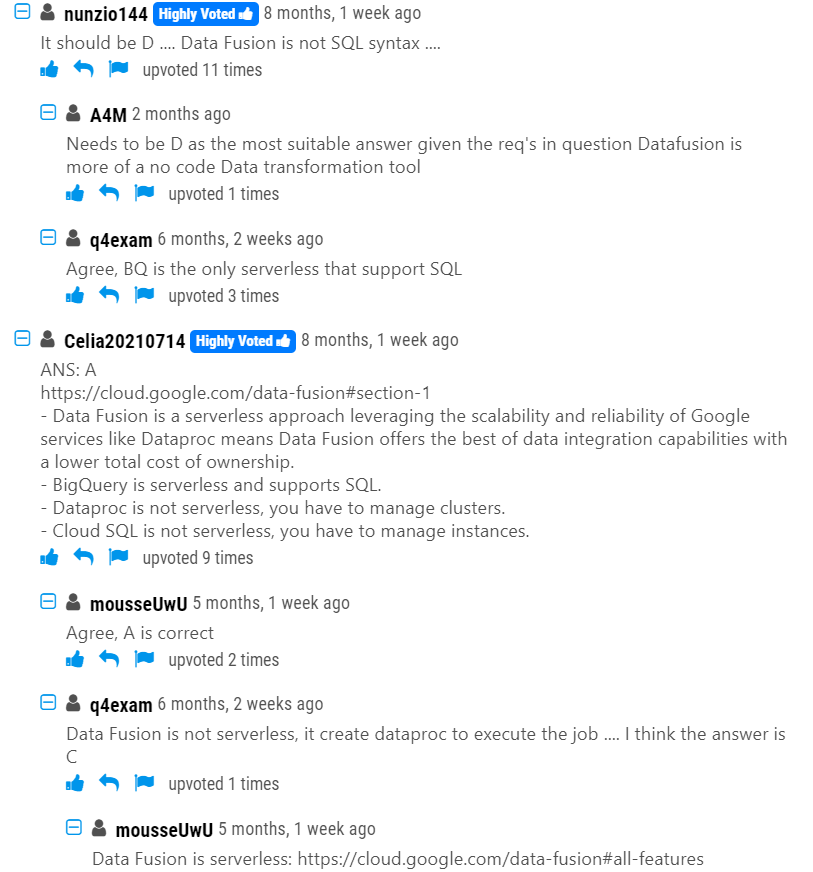 nunzio144 Highly Voted 8 months, 1 week ago
It should be D .... Data Fusion is not SQL syntax ....
upvoted 11 times
A4M 2 months ago
Needs to be D as the most suitable answer given the req's in question Datafusion is
more of a no code Data transformation tool
upvoted 1 times
q4exam 6 months, 2 weeks ago
Agree, BQ is the only serverless that support SQL
upvoted 3 times
Celia20210714 Highly Voted 8 months, 1 week ago
ANS: A
https://cloud.google.com/data-fusion#section-1
- Data Fusion is a serverless approach leveraging the scalability and reliability of Google
services like Dataproc means Data Fusion offers the best of data integration capabilities with
a lower total cost of ownership.
- BigQuery is serverless and supports SQL.
- Dataproc is not serverless, you have to manage clusters.
- Cloud SQL is not serverless, you have to manage instances.
upvoted 9 times
mousseUwU 5 months, 1 week ago
Agree, A is correct
upvoted 2 times
q4exam 6 months, 2 weeks ago
Data Fusion is not serverless, it create dataproc to execute the job .... I think the answer is
C
upvoted 1 times
mousseUwU 5 months, 1 week ago
Data Fusion is serverless: https://cloud.google.com/data-fusion#all-features